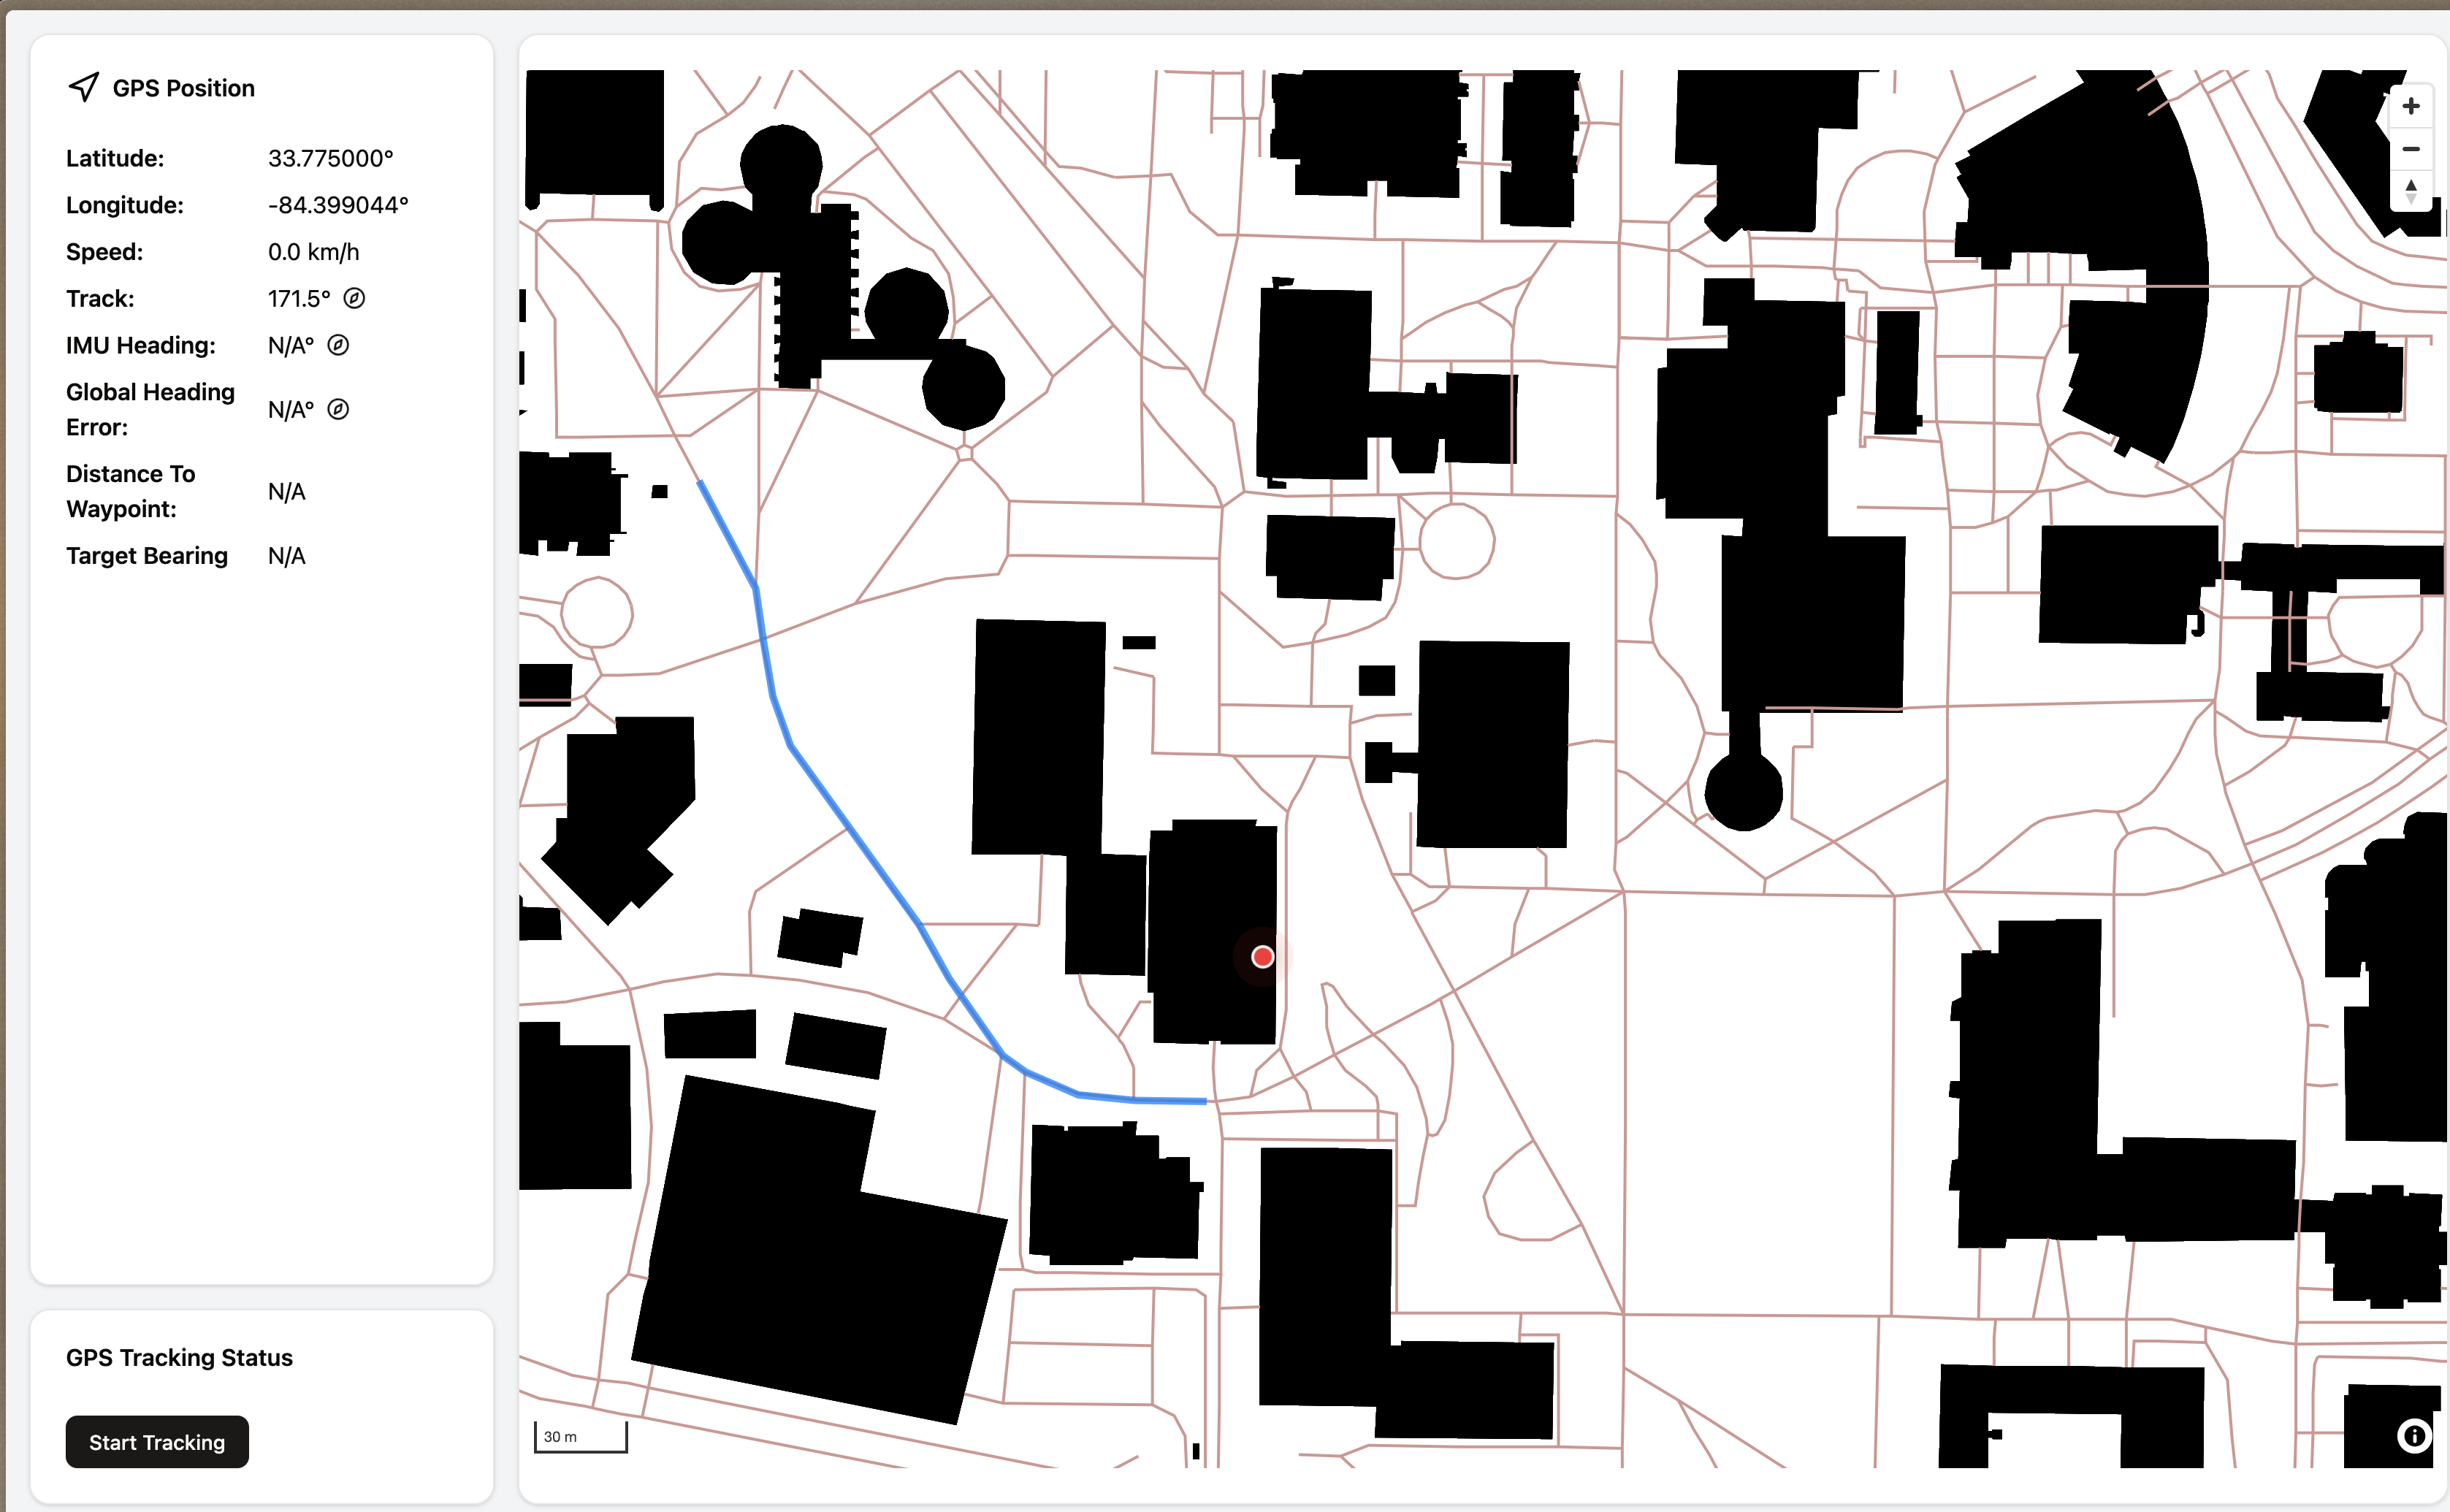 GPS Position
Latitude: 33.775000°
Longitude: -84.399044°
Speed: 0.0 km/h
Track: 171.5°
IMU Heading: N/A°
Global Heading
Error: N/A°
Distance To
Waypoint: N/A
Target Bearing N/A
GPS Tracking Status
Start Tracking
30 m